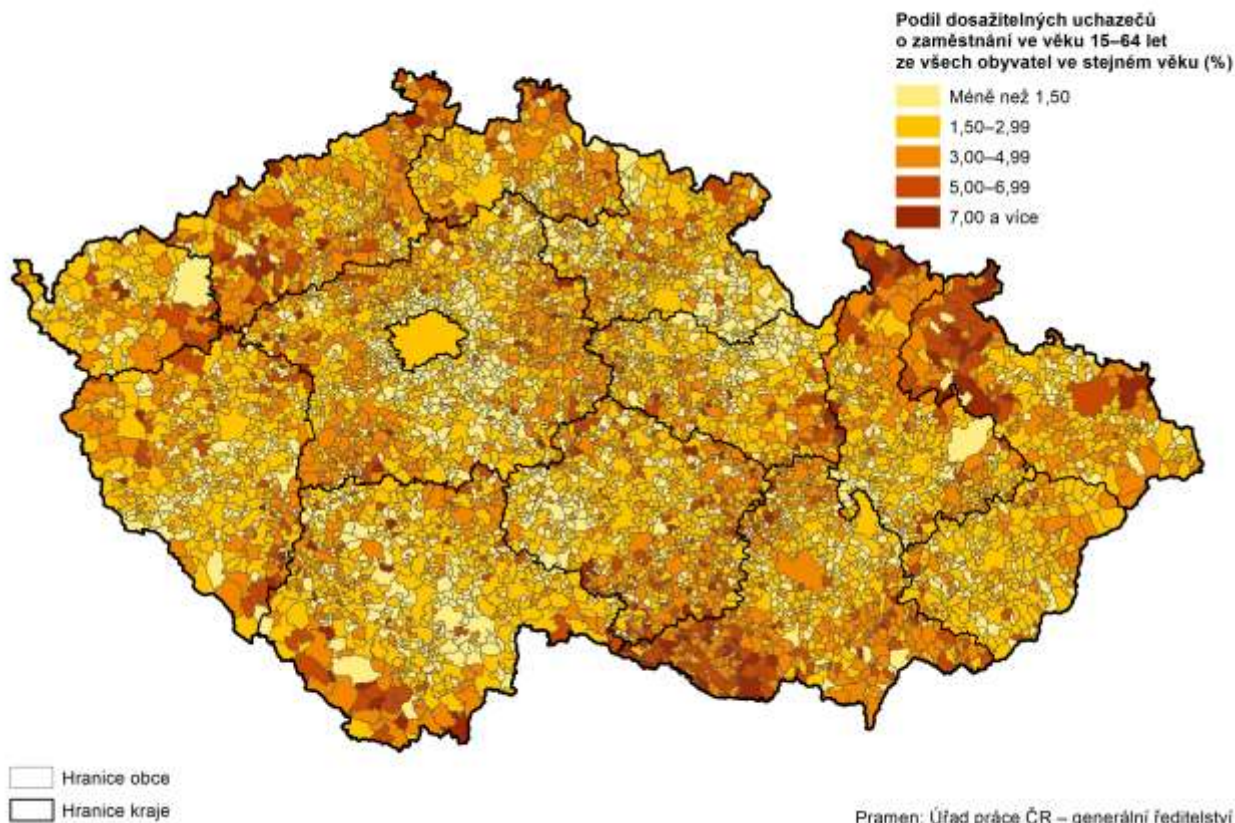 Podíl dosažitelných uchazečů
o zaměstnání ve věku 15–64 let
ze všech obyvatel ve stejném věku (%)
Méně než 1,50
1,50–2,99
3,00–4,99
5,00–6,99
7,00 a více
Hranice obce
Hranice kraje
Pramen: Úřad práce ČR – generální ředitelství